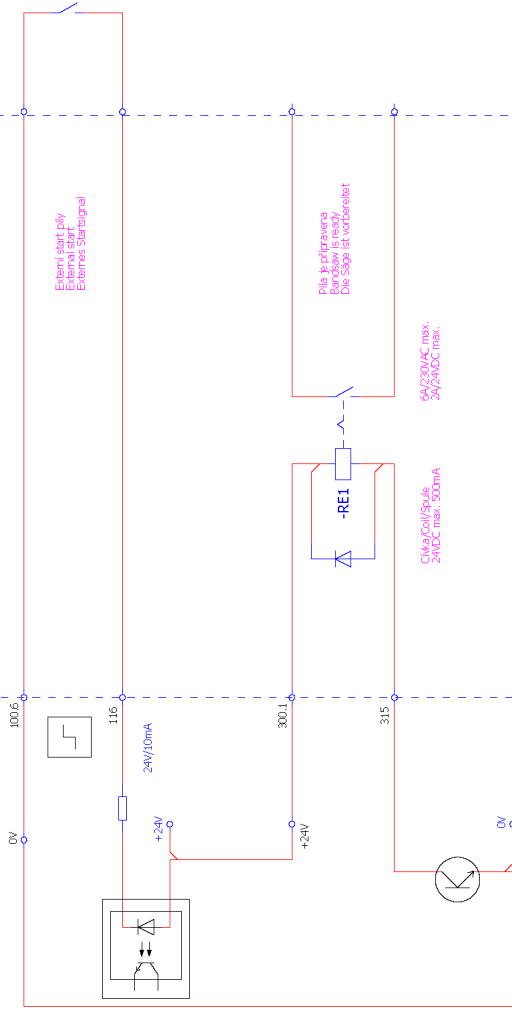 Externí start pily
External start
Externes Startsignal
Pila je připravena
Bandsaw is ready
Die Säge ist vorbereitet
6A/230VAC max.
2A/24VDC max.
-RE1
Cívka/Coil/Spule
24VDC max. 500mA
100.6
116
300.1
315
24V/10mA
0V
+24V
+24V
0V